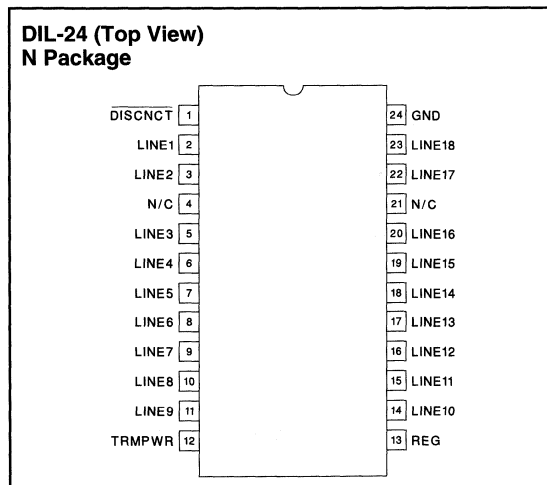 DIL-24 (Top View)
N Package
DISCNCT 1 24 GND
LINE1 2 23 LINE18
LINE2 3 22 LINE17
N/C 4 21 N/C
LINE3 5 20 LINE16
LINE4 6 19 LINE15
LINE5 7 18 LINE14
LINE6 8 17 LINE13
LINE7 9 16 LINE12
LINE8 10 15 LINE11
LINE9 11 14 LINE10
TRMPWR 12 13 REG